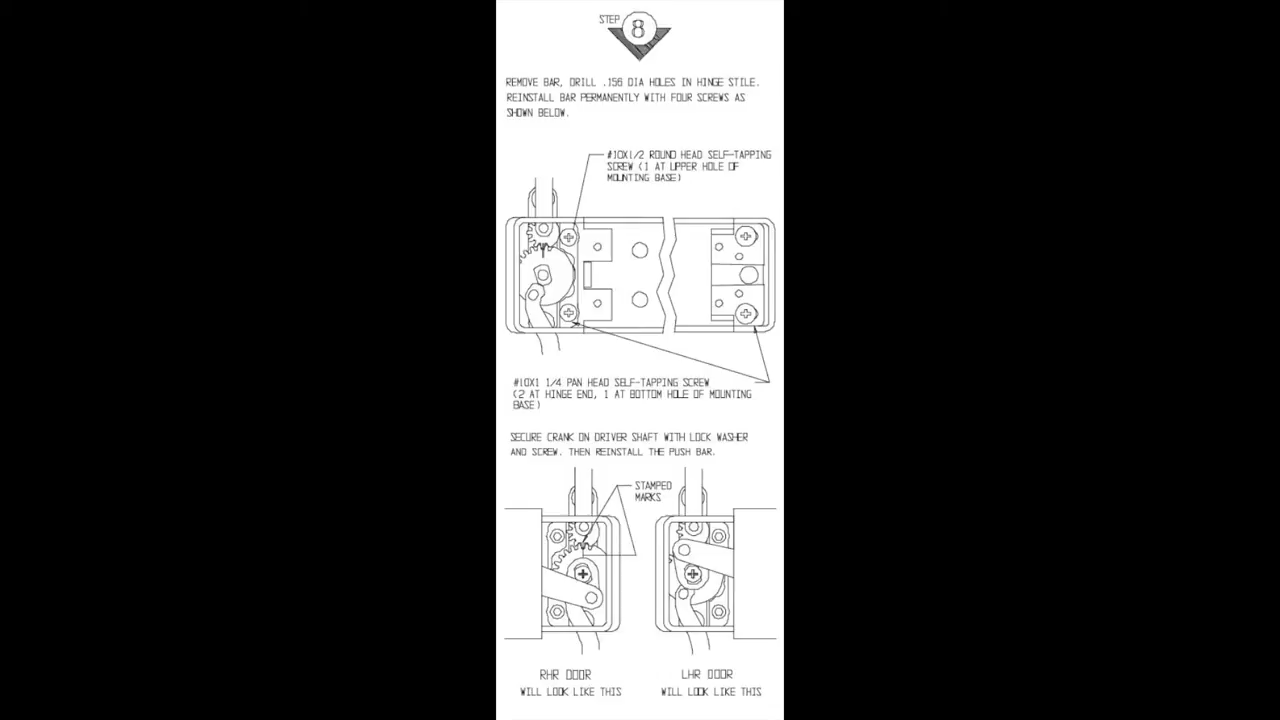 STEP 8
REMOVE BAR, DRILL .156 DIA HOLES IN HINGE STILE.
REINSTALL BAR PERMANENTLY WITH FOUR SCREWS AS
SHOWN BELOW.
#10X1/2 ROUND HEAD SELF-TAPPING
SCREW (1 AT UPPER HOLE OF
MOUNTING BASE)
#10X1 1/4 PAN HEAD SELF-TAPPING SCREW
(2 AT HINGE END, 1 AT BOTTOM HOLE OF MOUNTING
BASE)
SECURE CRANK ON DRIVER SHAFT WITH LOCK WASHER
AND SCREW. THEN REINSTALL THE PUSH BAR.
STAMPED
MARKS
RHR DOOR
WILL LOOK LIKE THIS
LHR DOOR
WILL LOOK LIKE THIS